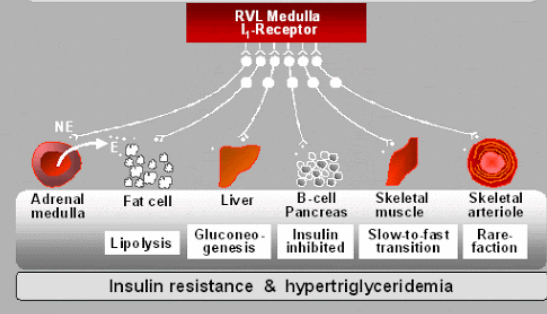 RVL Medulla
I1-Receptor
NE
E
Adrenal
medulla
Fat cell
Liver
B-cell
Pancreas
Skeletal
muscle
Skeletal
arteriole
Lipolysis
Gluconeo-
genesis
Insulin
inhibited
Slow-to-fast
transition
Rare-
faction
Insulin resistance & hypertriglyceridemia